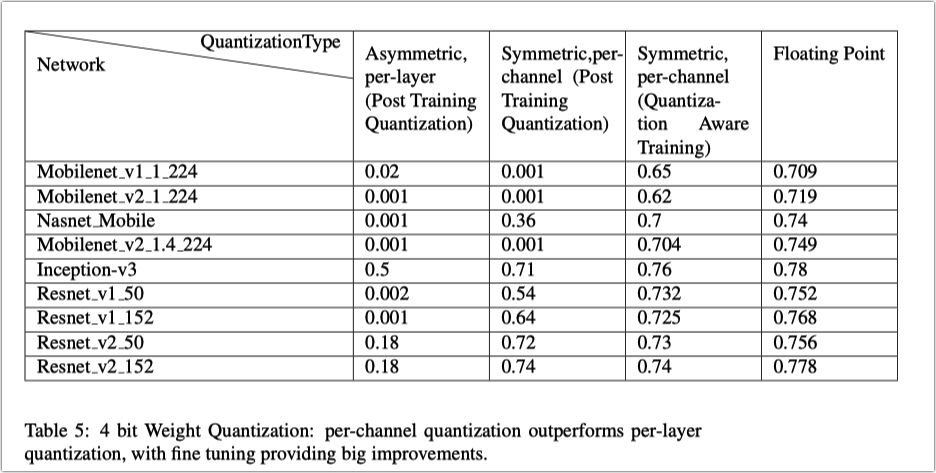 QuantizationType
Network
Asymmetric, per-layer (Post Training Quantization)
Symmetric,per-channel (Post Training Quantization)
Symmetric, per-channel (Quantization Aware Training)
Floating Point
Mobilenet_v1_1_224 0.02 0.001 0.65 0.709
Mobilenet_v2_1_224 0.001 0.001 0.62 0.719
Nasnet_Mobile 0.001 0.36 0.7 0.74
Mobilenet_v2_1.4_224 0.001 0.001 0.704 0.749
Inception-v3 0.5 0.71 0.76 0.78
Resnet_v1_50 0.002 0.54 0.732 0.752
Resnet_v1_152 0.001 0.64 0.725 0.768
Resnet_v2_50 0.18 0.72 0.73 0.756
Resnet_v2_152 0.18 0.74 0.74 0.778
Table 5: 4 bit Weight Quantization: per-channel quantization outperforms per-layer
quantization, with fine tuning providing big improvements.